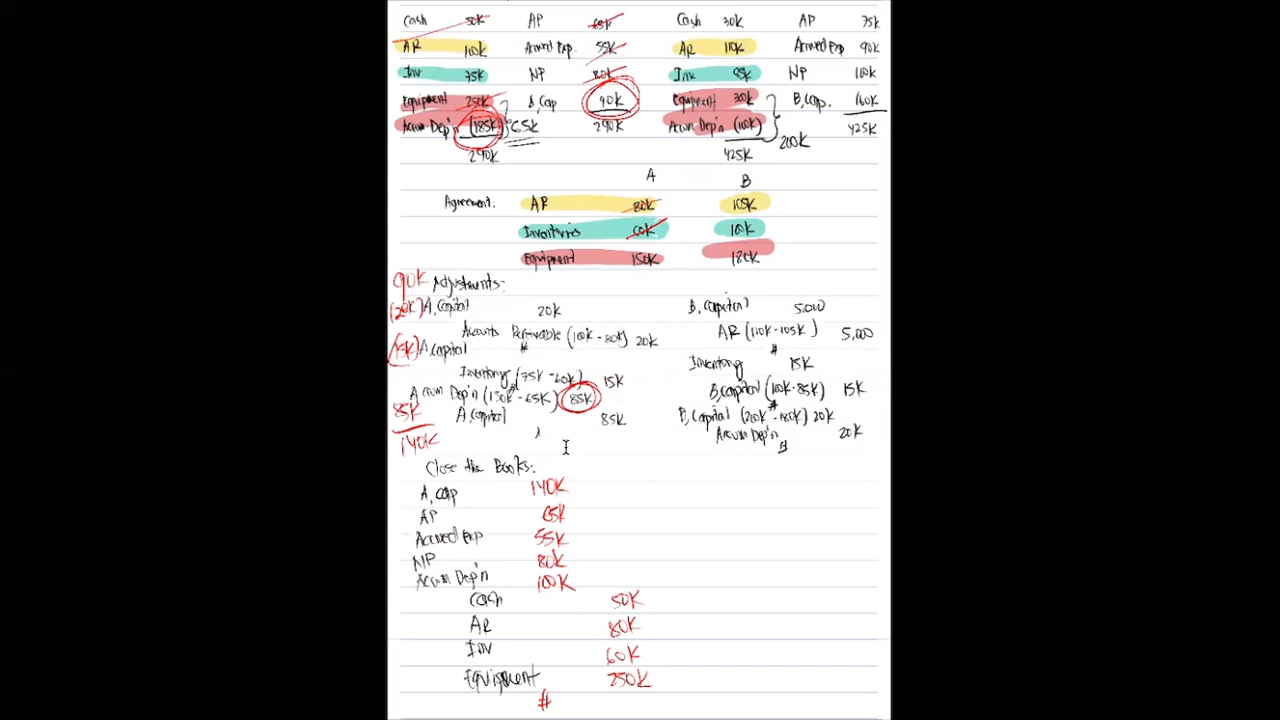 Cash 50K AP 65K Cash 30K AP 75K
AR 100K Accrued Exp. 55K AR 110K Accrued Exp 90K
Inv 75K NP 80K Inv 85K NP 100K
Equipment 250K A, Cap 90K Equipment 300K B, Cap. 160K
Accum Dep'n (185K) 65K 290K Accum Dep'n (100K) 200K 425K
290K 425K
A B
Agreement: AR 80K 105K
Inventories 60K 100K
Equipment 150K 180K
90K Adjustments:
(20K) A, Capital 20K B, Capital 5,000
Accounts Receivable (100K - 80K) 20K AR (110K - 105K) 5,000
(15K) A, Capital # #
Inventory 15K
Inventory (75K - 60K) 15K B, Capital (100K - 85K) 15K
Accum Dep'n (150K - 65K) 85K #
85K A, Capital 85K B, Capital (200K - 180K) 20K
140K Accum Dep'n 20K
#
Close the Books:
A, Cap 140K
AP 65K
Accrued Exp 55K
NP 80K
Accum Dep'n 100K
Cash 50K
AR 80K
Inv 60K
Equipment 250K
#